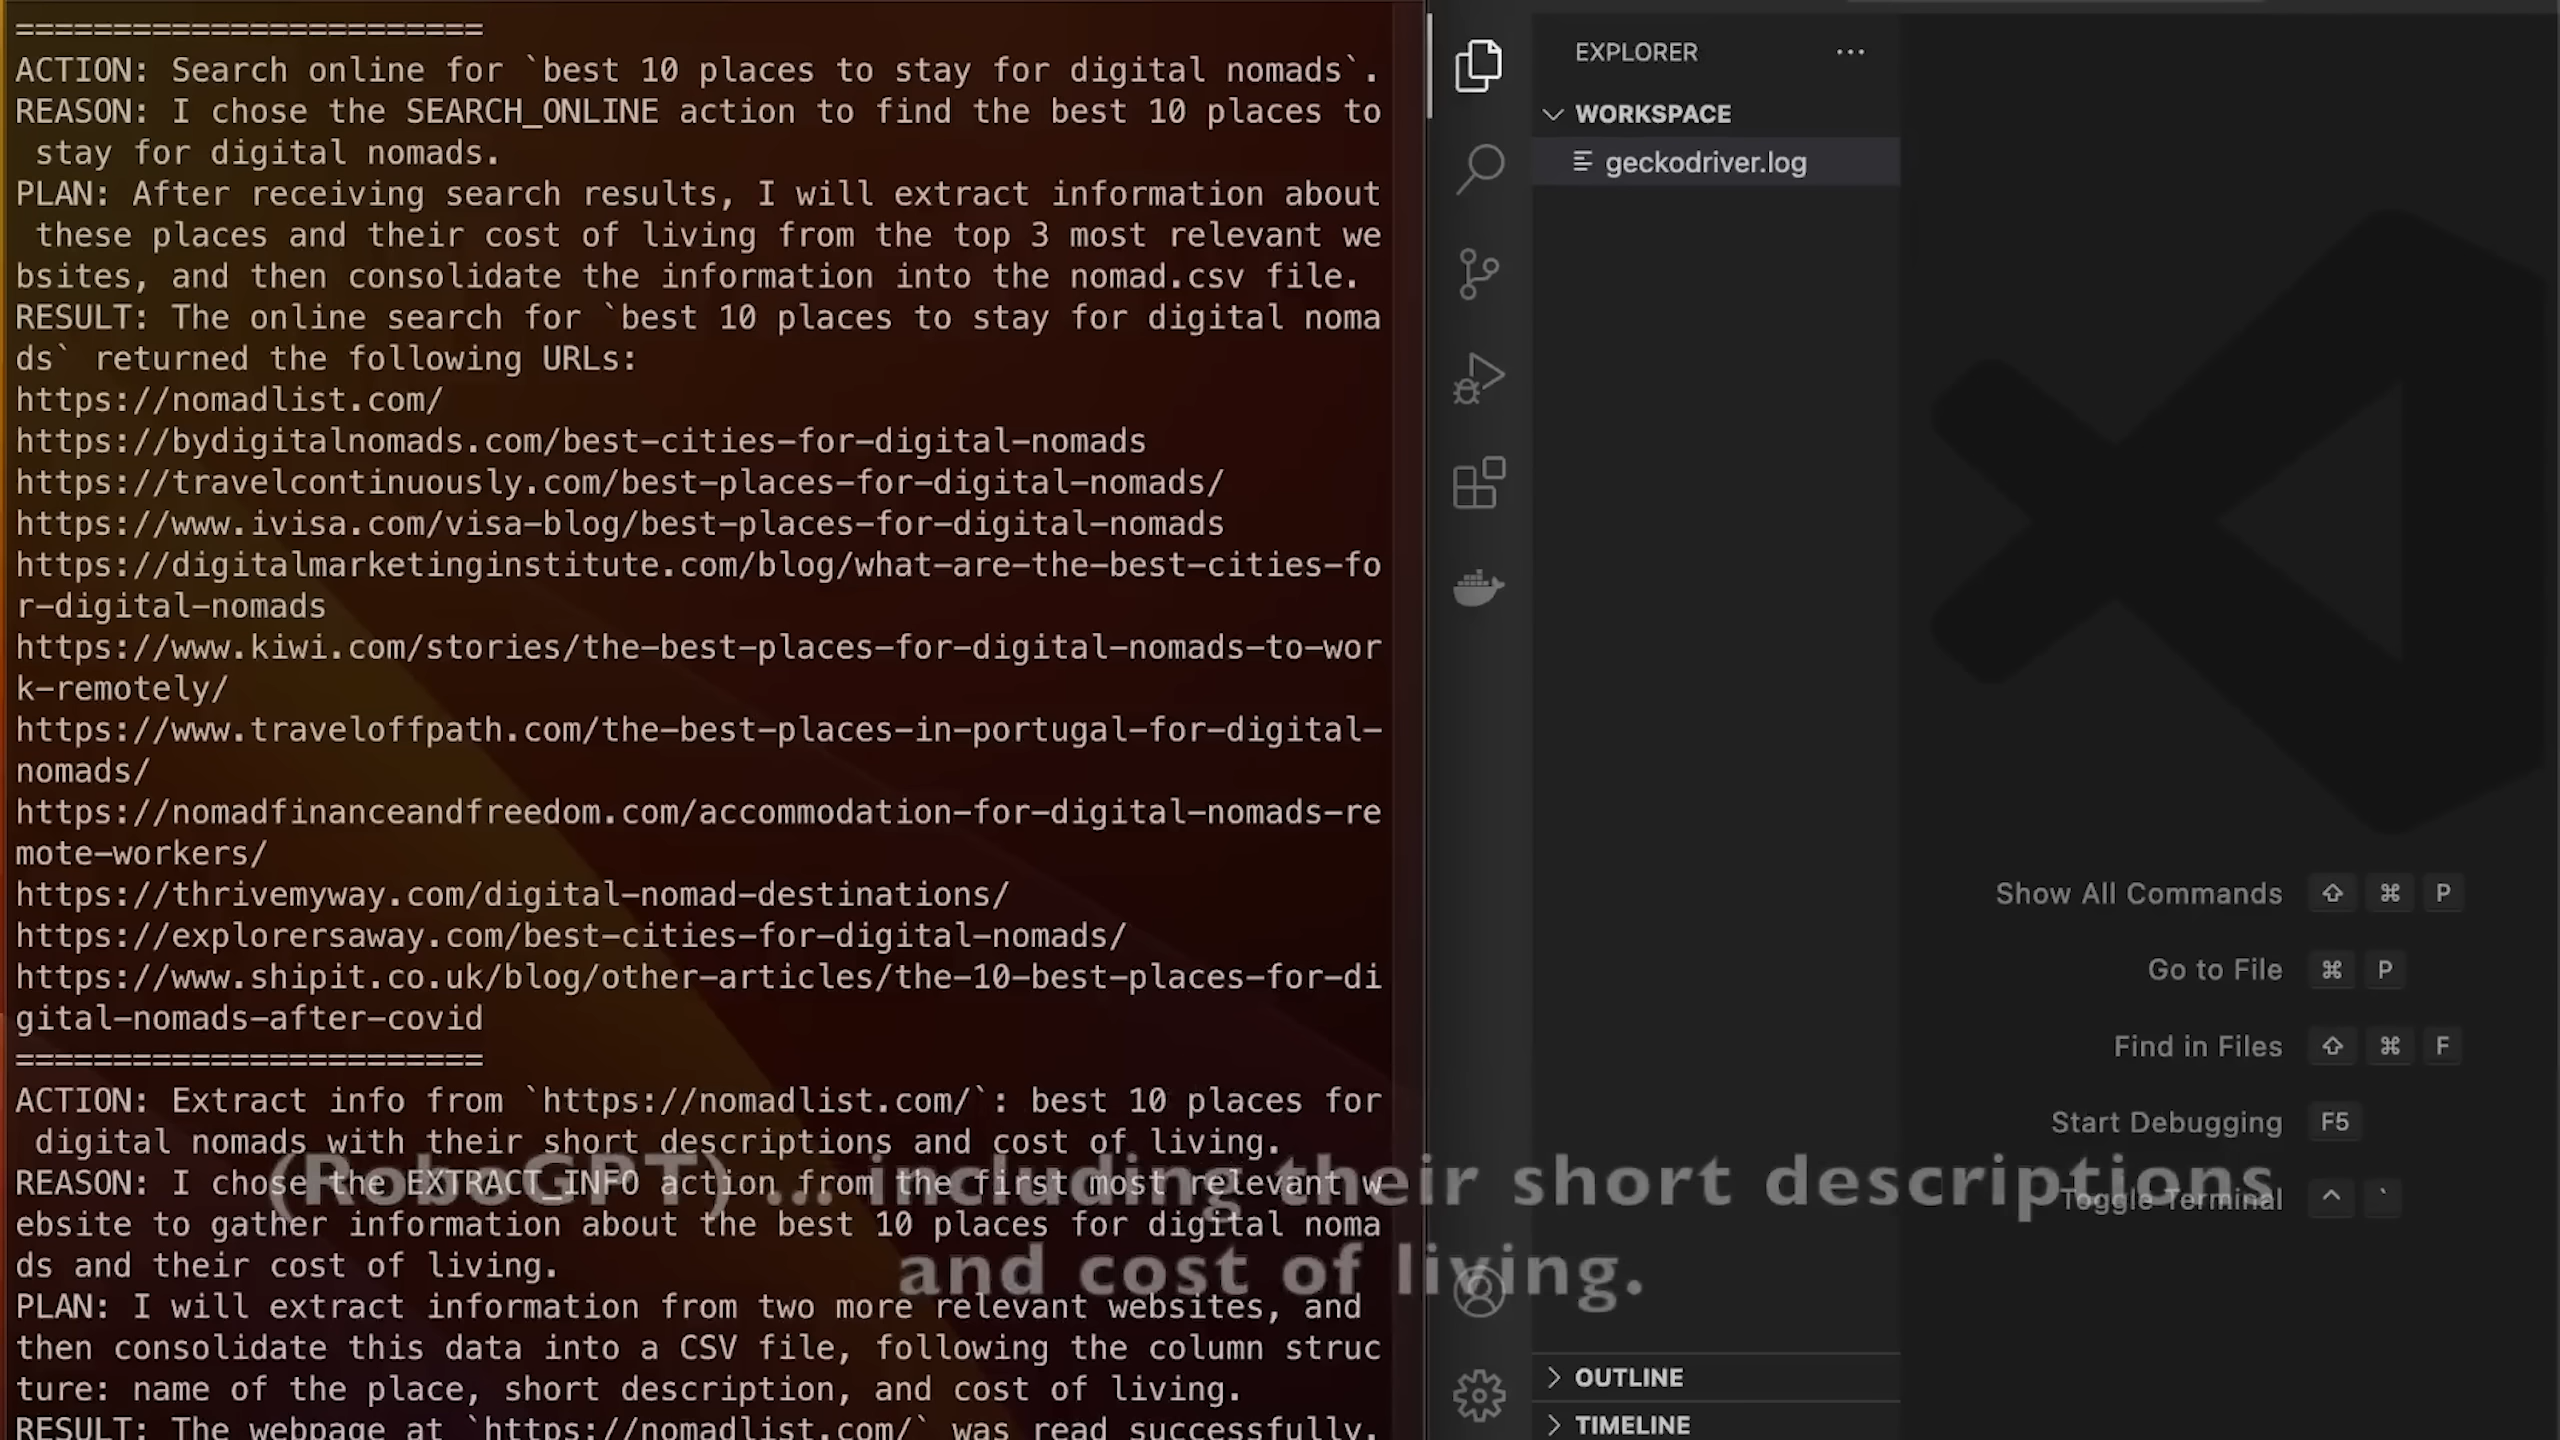 ========================
ACTION: Search online for `best 10 places to stay for digital nomads`.
REASON: I chose the SEARCH_ONLINE action to find the best 10 places to
 stay for digital nomads.
PLAN: After receiving search results, I will extract information about
 these places and their cost of living from the top 3 most relevant we
bsites, and then consolidate the information into the nomad.csv file.
RESULT: The online search for `best 10 places to stay for digital noma
ds` returned the following URLs:
https://nomadlist.com/
https://bydigitalnomads.com/best-cities-for-digital-nomads
https://travelcontinuously.com/best-places-for-digital-nomads/
https://www.ivisa.com/visa-blog/best-places-for-digital-nomads
https://digitalmarketinginstitute.com/blog/what-are-the-best-cities-fo
r-digital-nomads
https://www.kiwi.com/stories/the-best-places-for-digital-nomads-to-wor
k-remotely/
https://www.traveloffpath.com/the-best-places-in-portugal-for-digital-
nomads/
https://nomadfinanceandfreedom.com/accommodation-for-digital-nomads-re
mote-workers/
https://thrivemyway.com/digital-nomad-destinations/
https://explorersaway.com/best-cities-for-digital-nomads/
https://www.shipit.co.uk/blog/other-articles/the-10-best-places-for-di
gital-nomads-after-covid
========================
ACTION: Extract info from `https://nomadlist.com/`: best 10 places for
 digital nomads with their short descriptions and cost of living.
REASON: I chose the EXTRACT_INFO action from the first most relevant w
ebsite to gather information about the best 10 places for digital noma
ds and their cost of living.
PLAN: I will extract information from two more relevant websites, and
then consolidate this data into a CSV file, following the column struc
ture: name of the place, short description, and cost of living.
RESULT: The webpage at `https://nomadlist.com/` was read successfully.
(RoboGPT) ... including their short descriptions
and cost of living.
EXPLORER ...
WORKSPACE
geckodriver.log
Show All Commands ⇧ ⌘ P
Go to File ⌘ P
Find in Files ⇧ ⌘ F
Start Debugging F5
Toggle Terminal ^ `
OUTLINE
TIMELINE